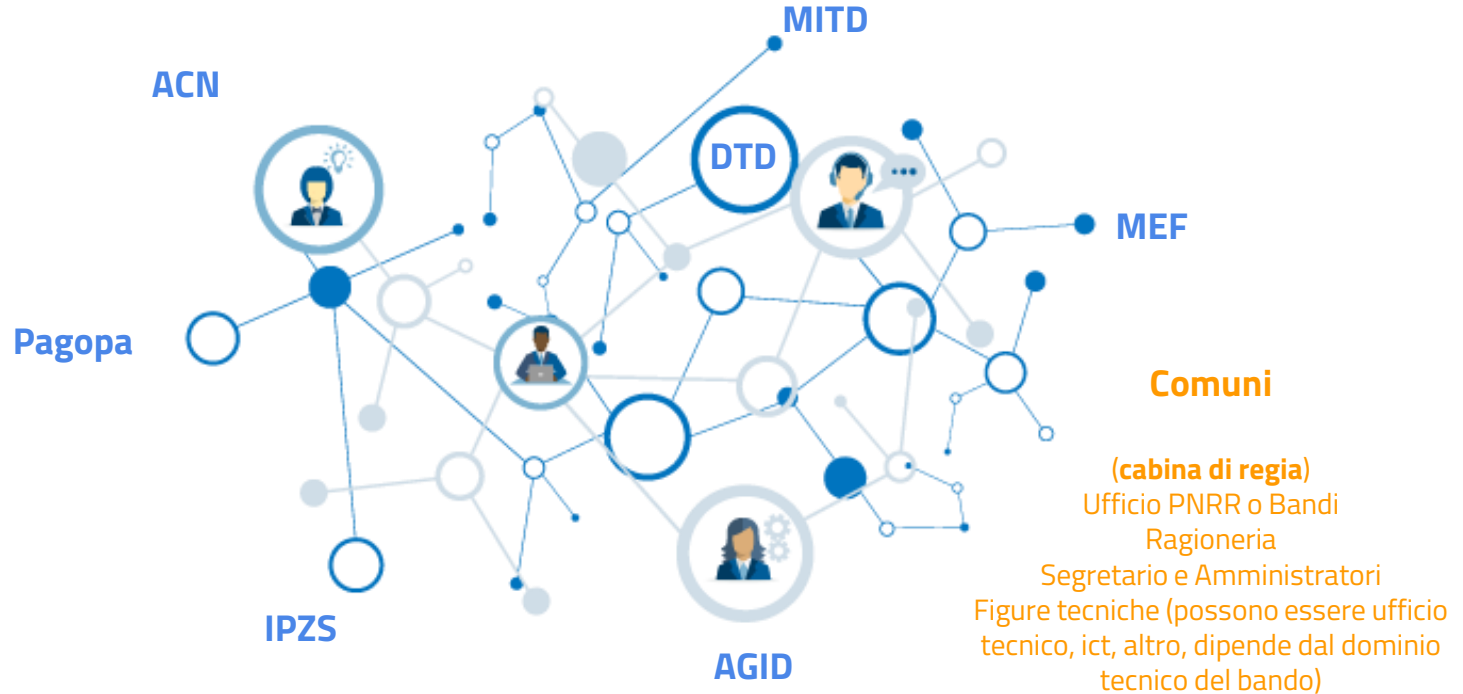 MITD
ACN
DTD
MEF
Pagopa
Comuni
(cabina di regia)
Ufficio PNRR o Bandi
Ragioneria
Segretario e Amministratori
Figure tecniche (possono essere ufficio
tecnico, ict, altro, dipende dal dominio
tecnico del bando)
IPZS
AGID